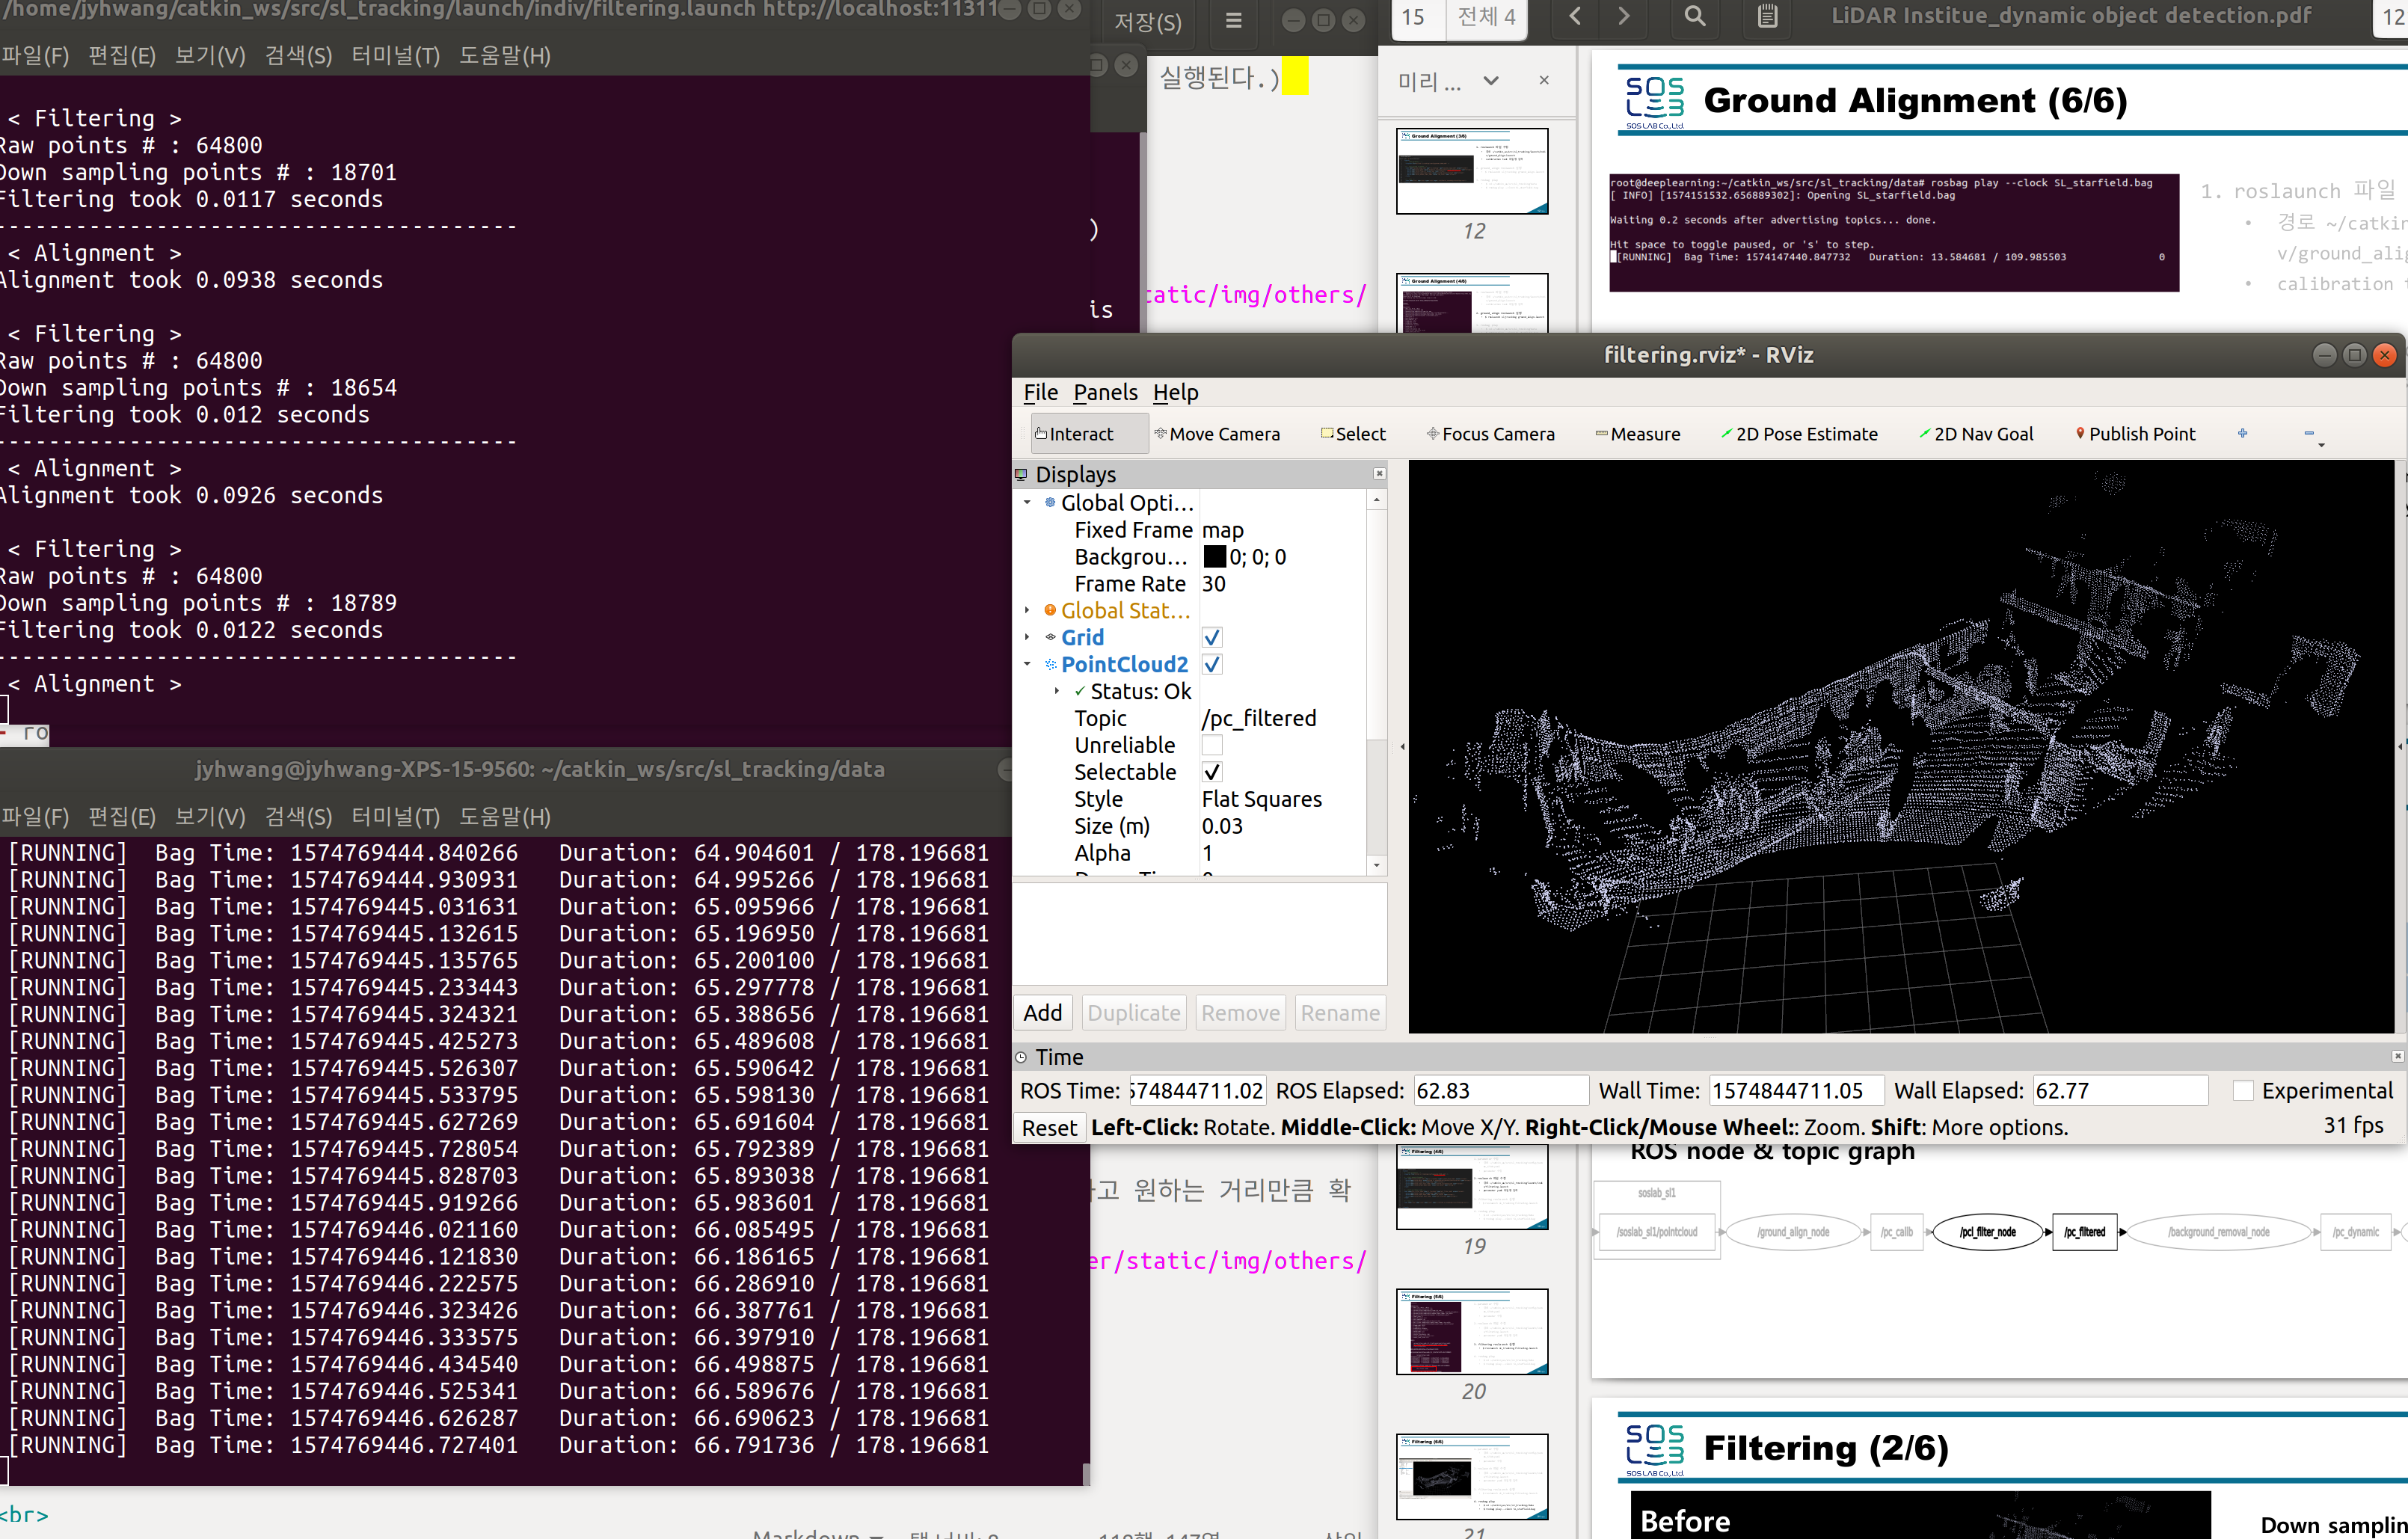 /home/jyhwang/catkin_ws/src/sl_tracking/launch/indiv/filtering.launch http://localhost:11311
파일(F) 편집(E) 보기(V) 검색(S) 터미널(T) 도움말(H)
< Filtering >
Raw points # : 64800
Down sampling points # : 18701
Filtering took 0.0117 seconds
---------------------------------------
< Alignment >
Alignment took 0.0938 seconds
< Filtering >
Raw points # : 64800
Down sampling points # : 18654
Filtering took 0.012 seconds
---------------------------------------
< Alignment >
Alignment took 0.0926 seconds
< Filtering >
Raw points # : 64800
Down sampling points # : 18789
Filtering took 0.0122 seconds
---------------------------------------
< Alignment >
- ro
jyhwang@jyhwang-XPS-15-9560: ~/catkin_ws/src/sl_tracking/data
파일(F) 편집(E) 보기(V) 검색(S) 터미널(T) 도움말(H)
[RUNNING] Bag Time: 1574769444.840266 Duration: 64.904601 / 178.196681
[RUNNING] Bag Time: 1574769444.930931 Duration: 64.995266 / 178.196681
[RUNNING] Bag Time: 1574769445.031631 Duration: 65.095966 / 178.196681
[RUNNING] Bag Time: 1574769445.132615 Duration: 65.196950 / 178.196681
[RUNNING] Bag Time: 1574769445.135765 Duration: 65.200100 / 178.196681
[RUNNING] Bag Time: 1574769445.233443 Duration: 65.297778 / 178.196681
[RUNNING] Bag Time: 1574769445.324321 Duration: 65.388656 / 178.196681
[RUNNING] Bag Time: 1574769445.425273 Duration: 65.489608 / 178.196681
[RUNNING] Bag Time: 1574769445.526307 Duration: 65.590642 / 178.196681
[RUNNING] Bag Time: 1574769445.533795 Duration: 65.598130 / 178.196681
[RUNNING] Bag Time: 1574769445.627269 Duration: 65.691604 / 178.196681
[RUNNING] Bag Time: 1574769445.728054 Duration: 65.792389 / 178.196681
[RUNNING] Bag Time: 1574769445.828703 Duration: 65.893038 / 178.196681
[RUNNING] Bag Time: 1574769445.919266 Duration: 65.983601 / 178.196681
[RUNNING] Bag Time: 1574769446.021160 Duration: 66.085495 / 178.196681
[RUNNING] Bag Time: 1574769446.121830 Duration: 66.186165 / 178.196681
[RUNNING] Bag Time: 1574769446.222575 Duration: 66.286910 / 178.196681
[RUNNING] Bag Time: 1574769446.323426 Duration: 66.387761 / 178.196681
[RUNNING] Bag Time: 1574769446.333575 Duration: 66.397910 / 178.196681
[RUNNING] Bag Time: 1574769446.434540 Duration: 66.498875 / 178.196681
[RUNNING] Bag Time: 1574769446.525341 Duration: 66.589676 / 178.196681
[RUNNING] Bag Time: 1574769446.626287 Duration: 66.690623 / 178.196681
[RUNNING] Bag Time: 1574769446.727401 Duration: 66.791736 / 178.196681
<br>
저장(S)
실행된다.)
)
tatic/img/others/
is
고 원하는 거리만큼 확
er/static/img/others/
15 전체 4
LiDAR Institue_dynamic object detection.pdf
12
미리 ...
12
19
20
21
SOS LAB Co., Ltd.
Ground Alignment (6/6)
root@deeplearning:~/catkin_ws/src/sl_tracking/data# rosbag play --clock SL_starfield.bag
[ INFO] [1574151532.656889302]: Opening SL_starfield.bag
Waiting 0.2 seconds after advertising topics... done.
Hit space to toggle paused, or 's' to step.
[RUNNING] Bag Time: 1574147440.847732 Duration: 13.584681 / 109.985503 0
1. roslaunch 파일
• 경로 ~/catkin
v/ground_alig
• calibration t
filtering.rviz* - RViz
File Panels Help
Interact Move Camera Select Focus Camera Measure 2D Pose Estimate 2D Nav Goal Publish Point
Displays
Global Opti...
Fixed Frame map
Backgrou... 0; 0; 0
Frame Rate 30
Global Stat...
Grid
PointCloud2
Status: Ok
Topic /pc_filtered
Unreliable
Selectable
Style Flat Squares
Size (m) 0.03
Alpha 1
Add Duplicate Remove Rename
Time
ROS Time: 574844711.02 ROS Elapsed: 62.83 Wall Time: 1574844711.05 Wall Elapsed: 62.77 Experimental
Reset Left-Click: Rotate. Middle-Click: Move X/Y. Right-Click/Mouse Wheel:: Zoom. Shift: More options. 31 fps
ROS node & topic graph
soslab_sl1
/soslab_sl1/pointcloud /ground_align_node /pc_calib /pcl_filter_node /pc_filtered /background_removal_node /pc_dynamic
SOS LAB Co., Ltd.
Filtering (2/6)
Before
Down samplin